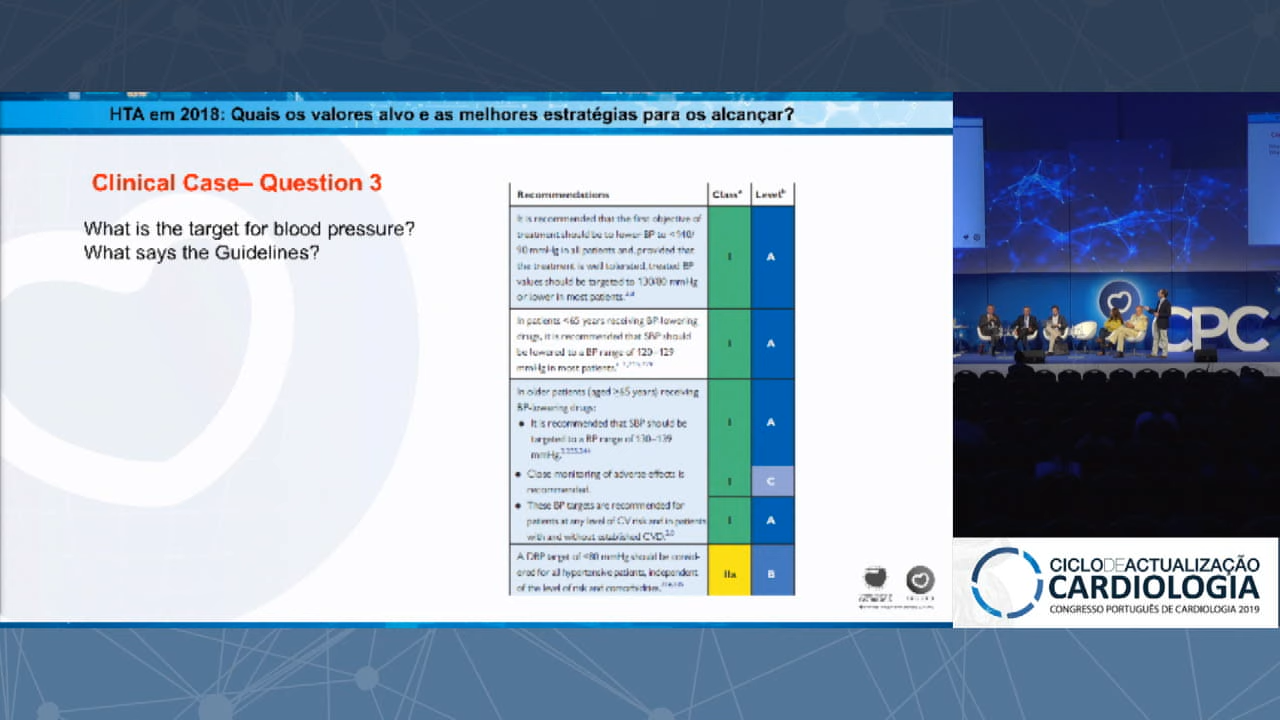 HTA em 2018: Quais os valores alvo e as melhores estratégias para os alcançar?
Clinical Case– Question 3
What is the target for blood pressure?
What says the Guidelines?
Recommendations Classª Levelᵇ
It is recommended that the first objective of
treatment should be to lower BP to <140/
90 mmHg in all patients and, provided that
the treatment is well tolerated, treated BP
values should be targeted to 130/80 mmHg
or lower in most patients.
I A
In patients <65 years receiving BP-lowering
drugs, it is recommended that SBP should
be lowered to a BP range of 120–129
mmHg in most patients.
I A
In older patients (aged ≥65 years) receiving
BP-lowering drugs:
● It is recommended that SBP should be
targeted to a BP range of 130–139
mmHg.
I A
● Close monitoring of adverse effects is
recommended.
I C
● These BP targets are recommended for
patients at any level of CV risk and in patients
with and without established CVD.
I A
A DBP target of <80 mmHg should be consid-
ered for all hypertensive patients, independent
of the level of risk and comorbidities.
IIa B
CPC
CICLODEACTUALIZAÇÃO
CARDIOLOGIA
CONGRESSO PORTUGUÊS DE CARDIOLOGIA 2019